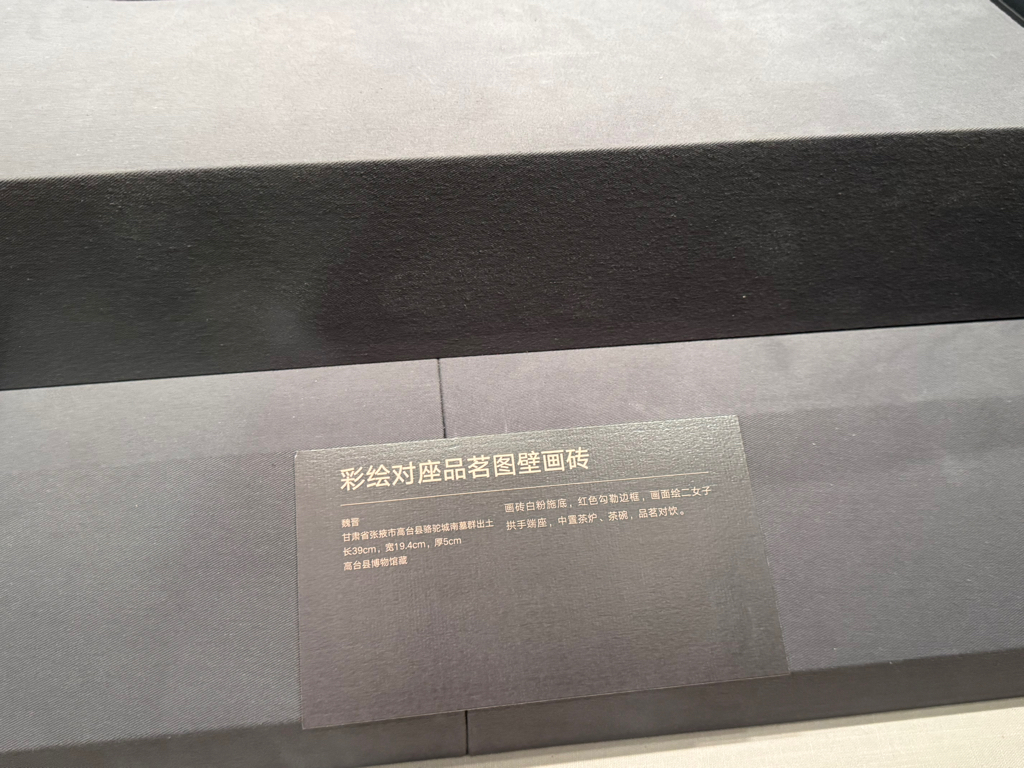 彩绘对座品茗图壁画砖
魏晋
甘肃省张掖市高台县骆驼城南墓群出土
长39cm，宽19.4cm，厚5cm
高台县博物馆藏
画砖白粉施底，红色勾勒边框，画面绘二女子
拱手端座，中置茶炉、茶碗，品茗对饮。